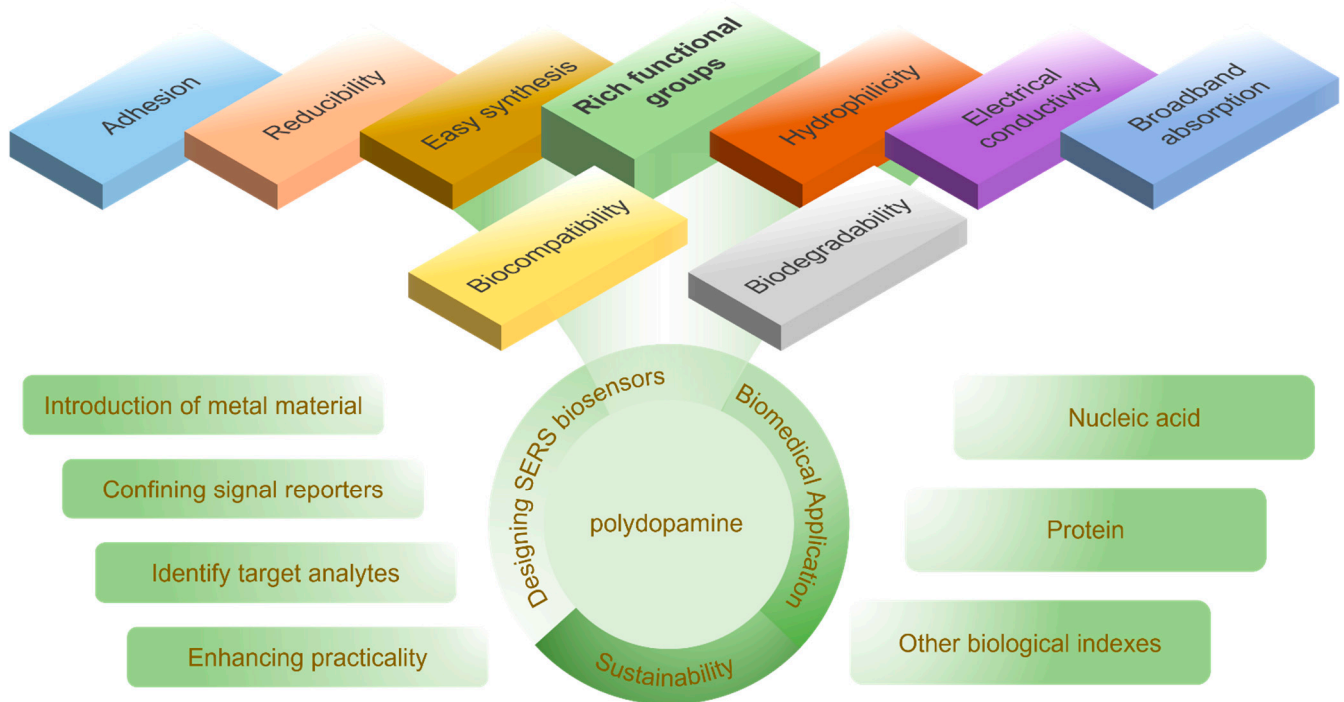 Adhesion
Reducibility
Easy synthesis
Rich functional
groups
Hydrophilicity
Electrical
conductivity
Broadband
absorption
Biocompatibility
Biodegradability
Introduction of metal material
Confining signal reporters
Identify target analytes
Enhancing practicality
Designing SERS biosensors
Biomedical Application
polydopamine
Sustainability
Nucleic acid
Protein
Other biological indexes